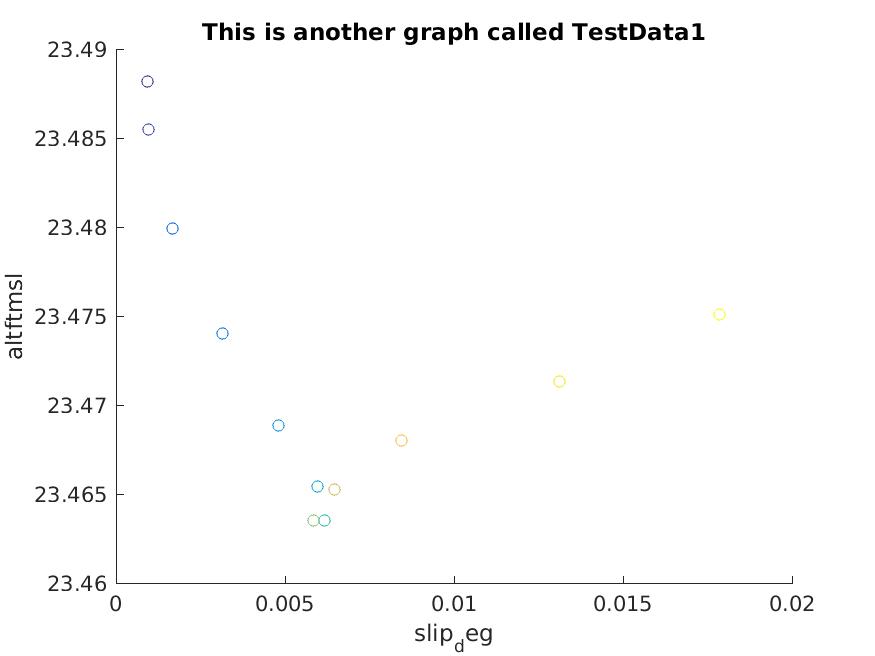 This is another graph called TestData1
23.49
23.485
23.48
23.475
23.47
23.465
23.46
altftmsl
0 0.005 0.01 0.015 0.02
slip_deg